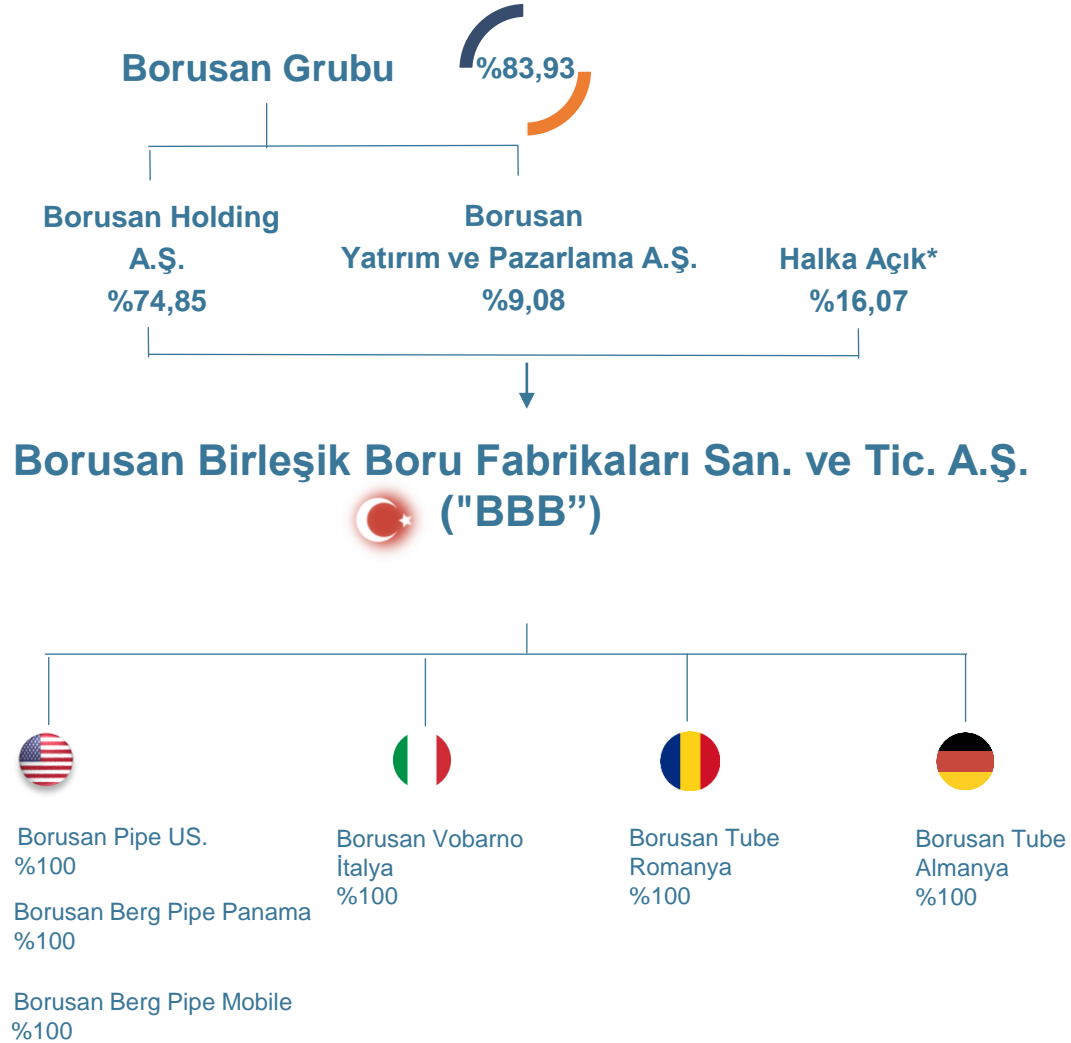 Borusan Grubu
%83,93
Borusan Holding
A.Ş.
%74,85
Borusan
Yatırım ve Pazarlama A.Ş.
%9,08
Halka Açık*
%16,07
Borusan Birleşik Boru Fabrikaları San. ve Tic. A.Ş.
("BBB”)
Borusan Pipe US.
%100
Borusan Berg Pipe Panama
%100
Borusan Berg Pipe Mobile
%100
Borusan Vobarno
İtalya
%100
Borusan Tube
Romanya
%100
Borusan Tube
Almanya
%100